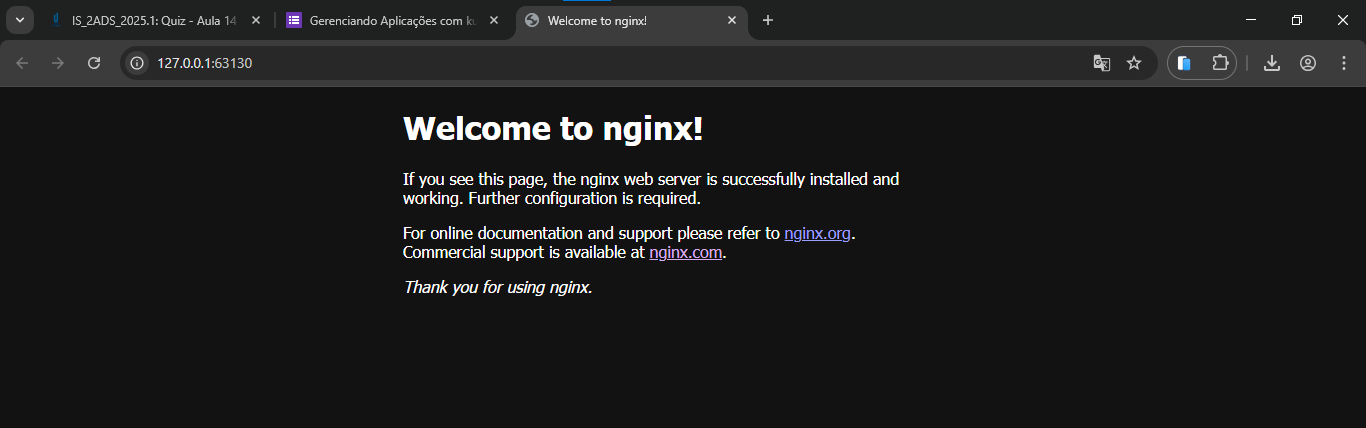 IS_2ADS_2025.1: Quiz - Aula 14
Gerenciando Aplicações com ku
Welcome to nginx!
127.0.0.1:63130
Welcome to nginx!
If you see this page, the nginx web server is successfully installed and
working. Further configuration is required.
For online documentation and support please refer to nginx.org.
Commercial support is available at nginx.com.
Thank you for using nginx.